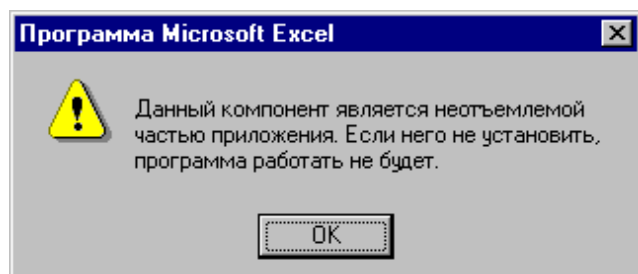 Программа Microsoft Excel
Данный компонент является неотъемлемой
частью приложения. Если него не установить,
программа работать не будет.
OK